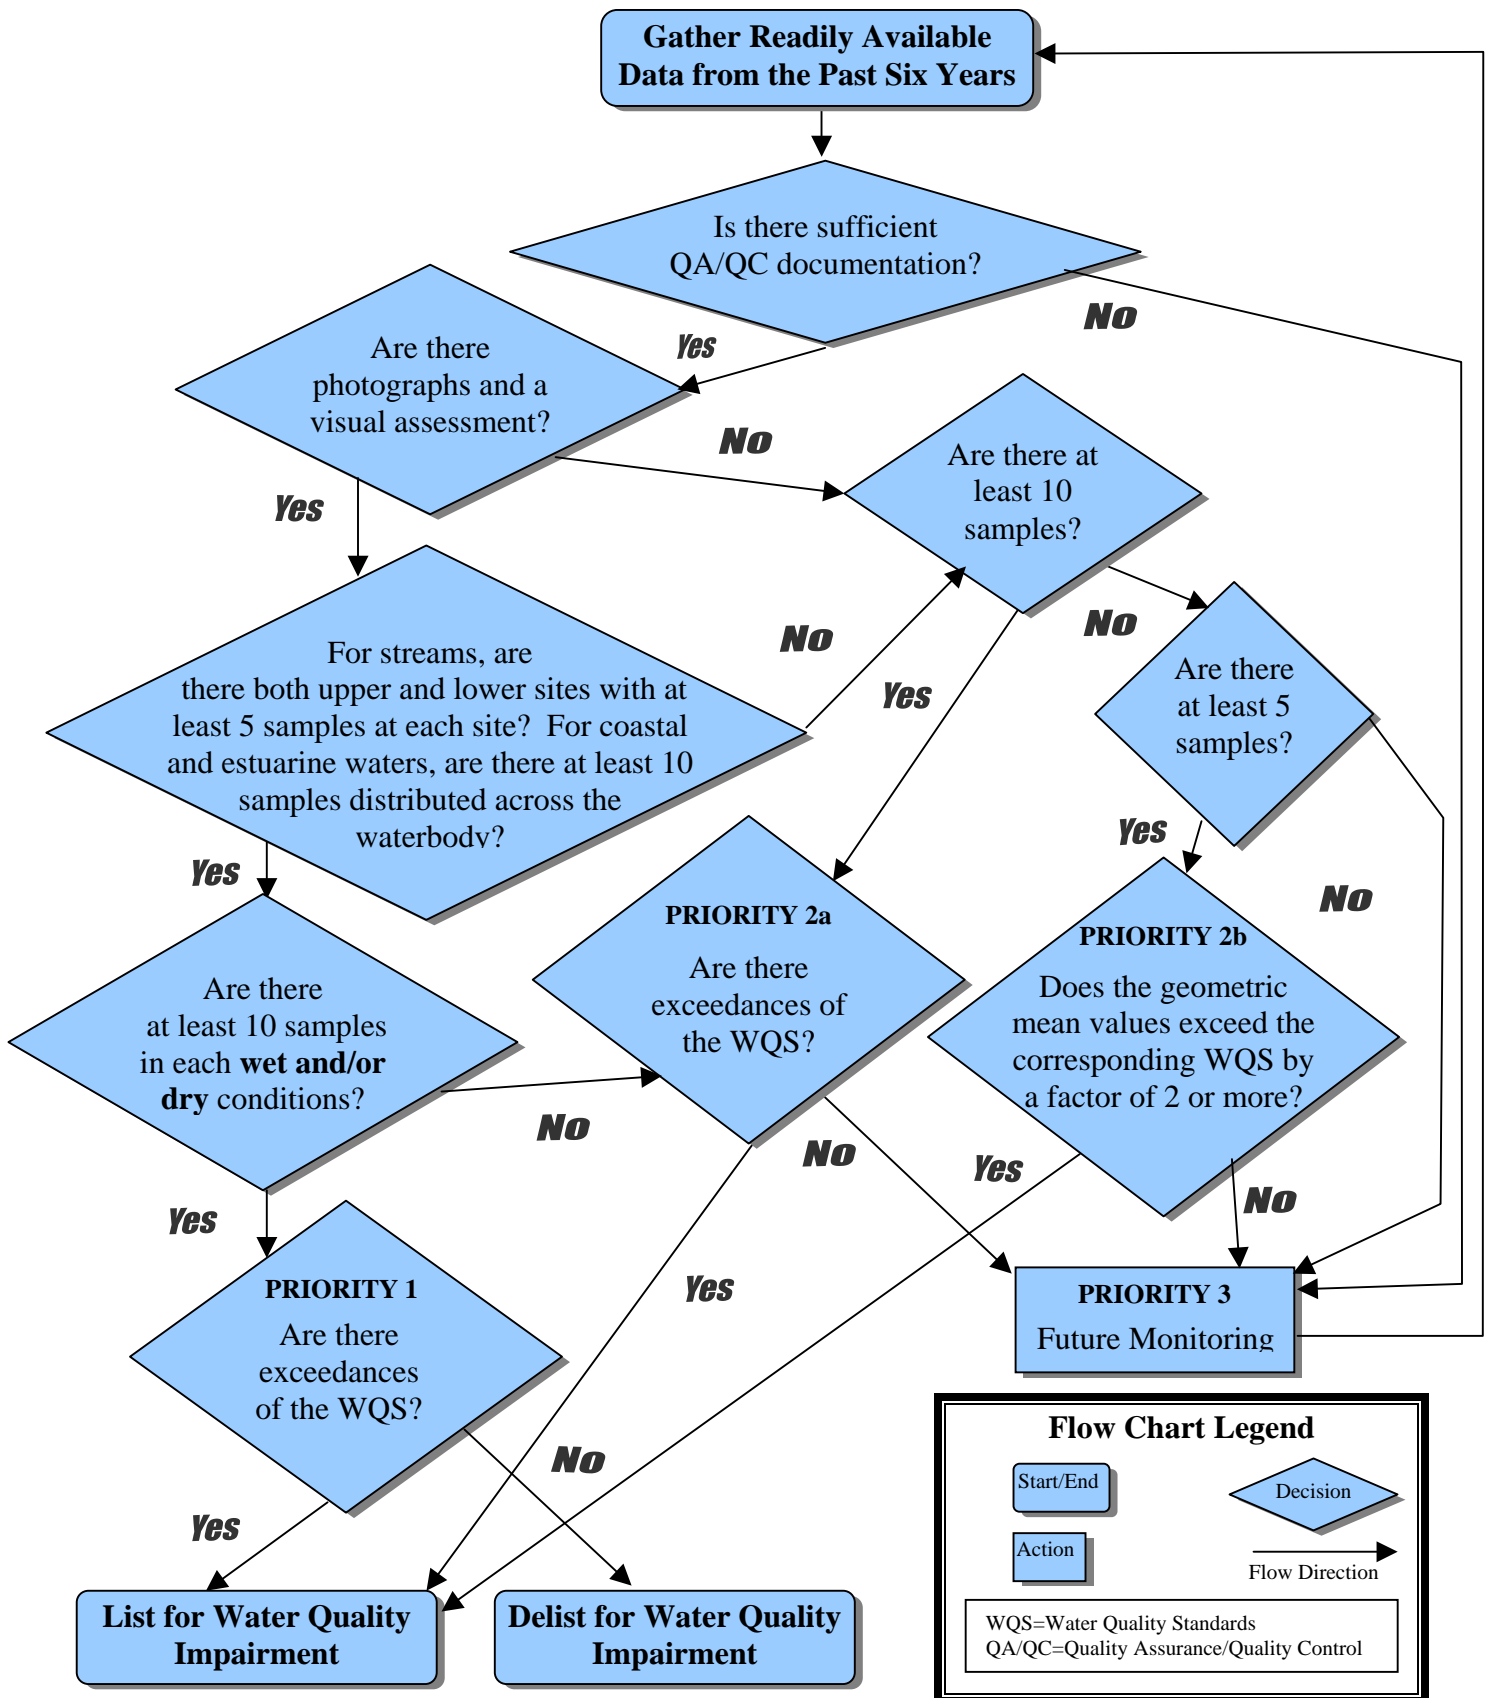 Gather Readily Available
Data from the Past Six Years
Is there sufficient
QA/QC documentation?
No
Yes
Are there
photographs and a
visual assessment?
No
Yes
Are there at
least 10
samples?
No
Yes
For streams, are
there both upper and lower sites with at
least 5 samples at each site? For coastal
and estuarine waters, are there at least 10
samples distributed across the
waterbody?
No
Yes
Are there
at least 5
samples?
Yes
No
Are there
at least 10 samples
in each wet and/or
dry conditions?
No
Yes
PRIORITY 2a
Are there
exceedances of
the WQS?
No
Yes
PRIORITY 2b
Does the geometric
mean values exceed the
corresponding WQS by
a factor of 2 or more?
Yes
No
PRIORITY 1
Are there
exceedances
of the WQS?
No
Yes
PRIORITY 3
Future Monitoring
List for Water Quality
Impairment
Delist for Water Quality
Impairment
Flow Chart Legend
Start/End
Decision
Action
Flow Direction
WQS=Water Quality Standards
QA/QC=Quality Assurance/Quality Control